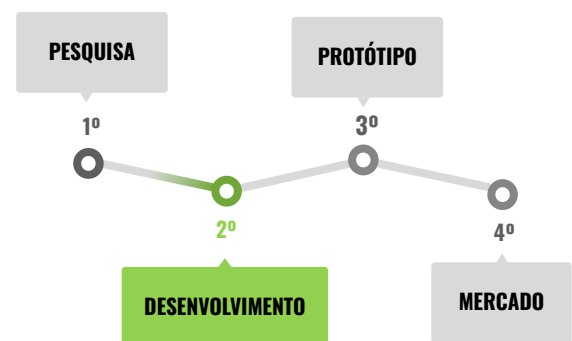 PESQUISA
1º
2º
DESENVOLVIMENTO
PROTÓTIPO
3º
4º
MERCADO